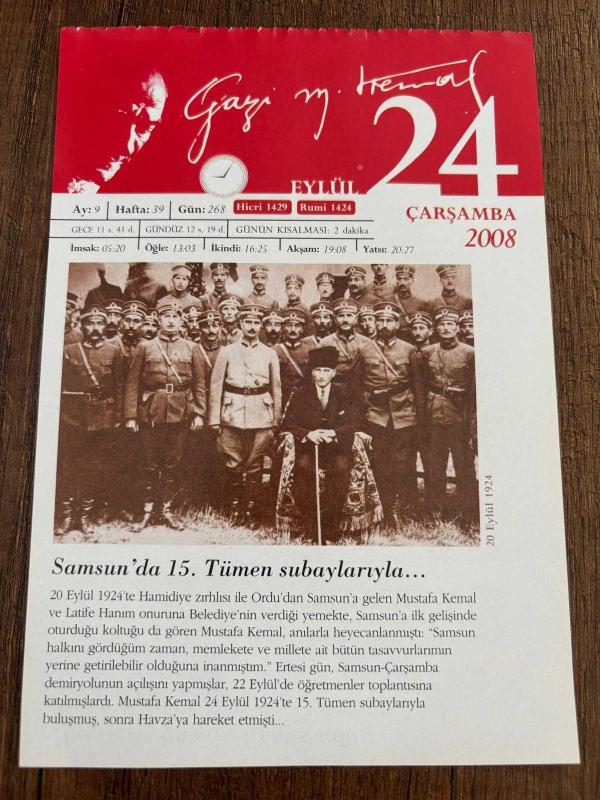 Gazi M. Kemal
EYLÜL 24
ÇARŞAMBA
2008
Ay: 9 Hafta: 39 Gün: 268 Hicri 1429 Rumi 1424
GECE 11 s. 41 d. GÜNDÜZ 12 s. 19 d. GÜNÜN KISALMASI: 2 dakika
İmsak: 05:20 Öğle: 13:03 İkindi: 16:25 Akşam: 19:08 Yatsı: 20:27
20 Eylül 1924
Samsun’da 15. Tümen subaylarıyla…
20 Eylül 1924’te Hamidiye zırhlısı ile Ordu’dan Samsun’a gelen Mustafa Kemal
ve Latife Hanım onuruna Belediye’nin verdiği yemekte, Samsun’a ilk gelişinde
oturduğu koltuğu da gören Mustafa Kemal, anılarla heyecanlanmıştı: “Samsun
halkını gördüğüm zaman, memlekete ve millete ait bütün tasavvurlarımın
yerine getirilebilir olduğuna inanmıştım.” Ertesi gün, Samsun-Çarşamba
demiryolunun açılışını yapmışlar, 22 Eylül’de öğretmenler toplantısına
katılmışlardı. Mustafa Kemal 24 Eylül 1924’te 15. Tümen subaylarıyla
buluşmuş, sonra Havza’ya hareket etmişti...